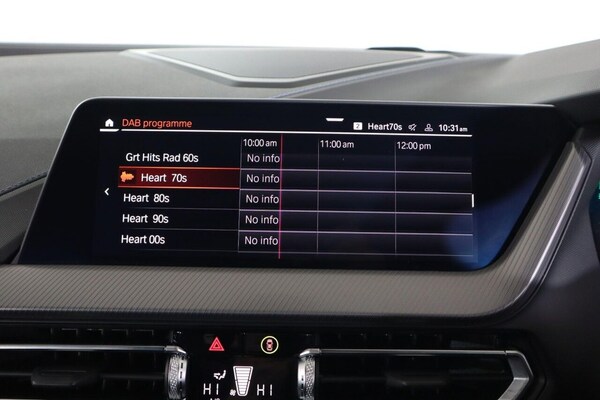 DAB programme
2 Heart70s 10:31am
10:00 am 11:00 am 12:00 pm
Grt Hits Rad 60s No info
Heart 70s No info
Heart 80s No info
Heart 90s No info
Heart 00s No info
HI HI